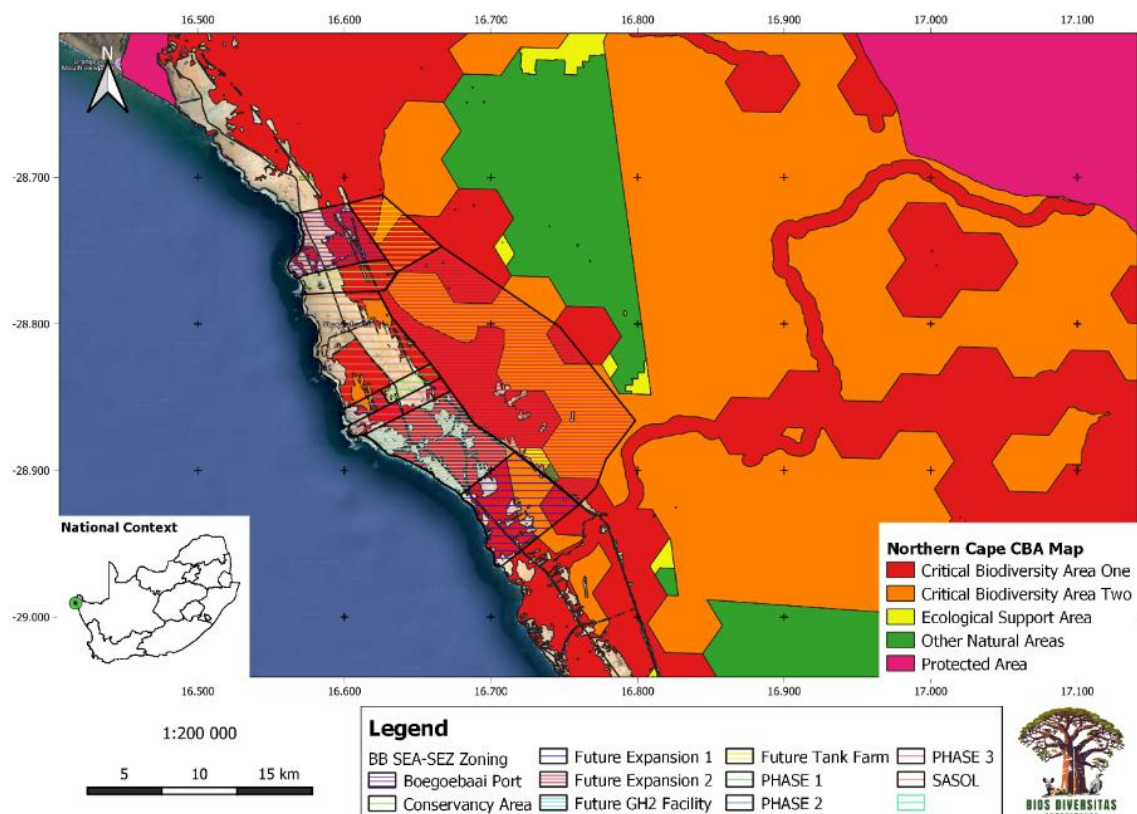 16.500 16.600 16.700 16.800 16.900 17.000 17.100
N
-28.700
-28.800
-28.900
-29.000
National Context
Northern Cape CBA Map
Critical Biodiversity Area One
Critical Biodiversity Area Two
Ecological Support Area
Other Natural Areas
Protected Area
16.500 16.600 16.700 16.800 16.900 17.000 17.100
1:200 000
5 10 15 km
Legend
BB SEA-SEZ Zoning
Boegoebaai Port
Conservancy Area
Future Expansion 1
Future Expansion 2
Future GH2 Facility
Future Tank Farm
PHASE 1
PHASE 2
PHASE 3
SASOL
BIOS DIVERSITAS